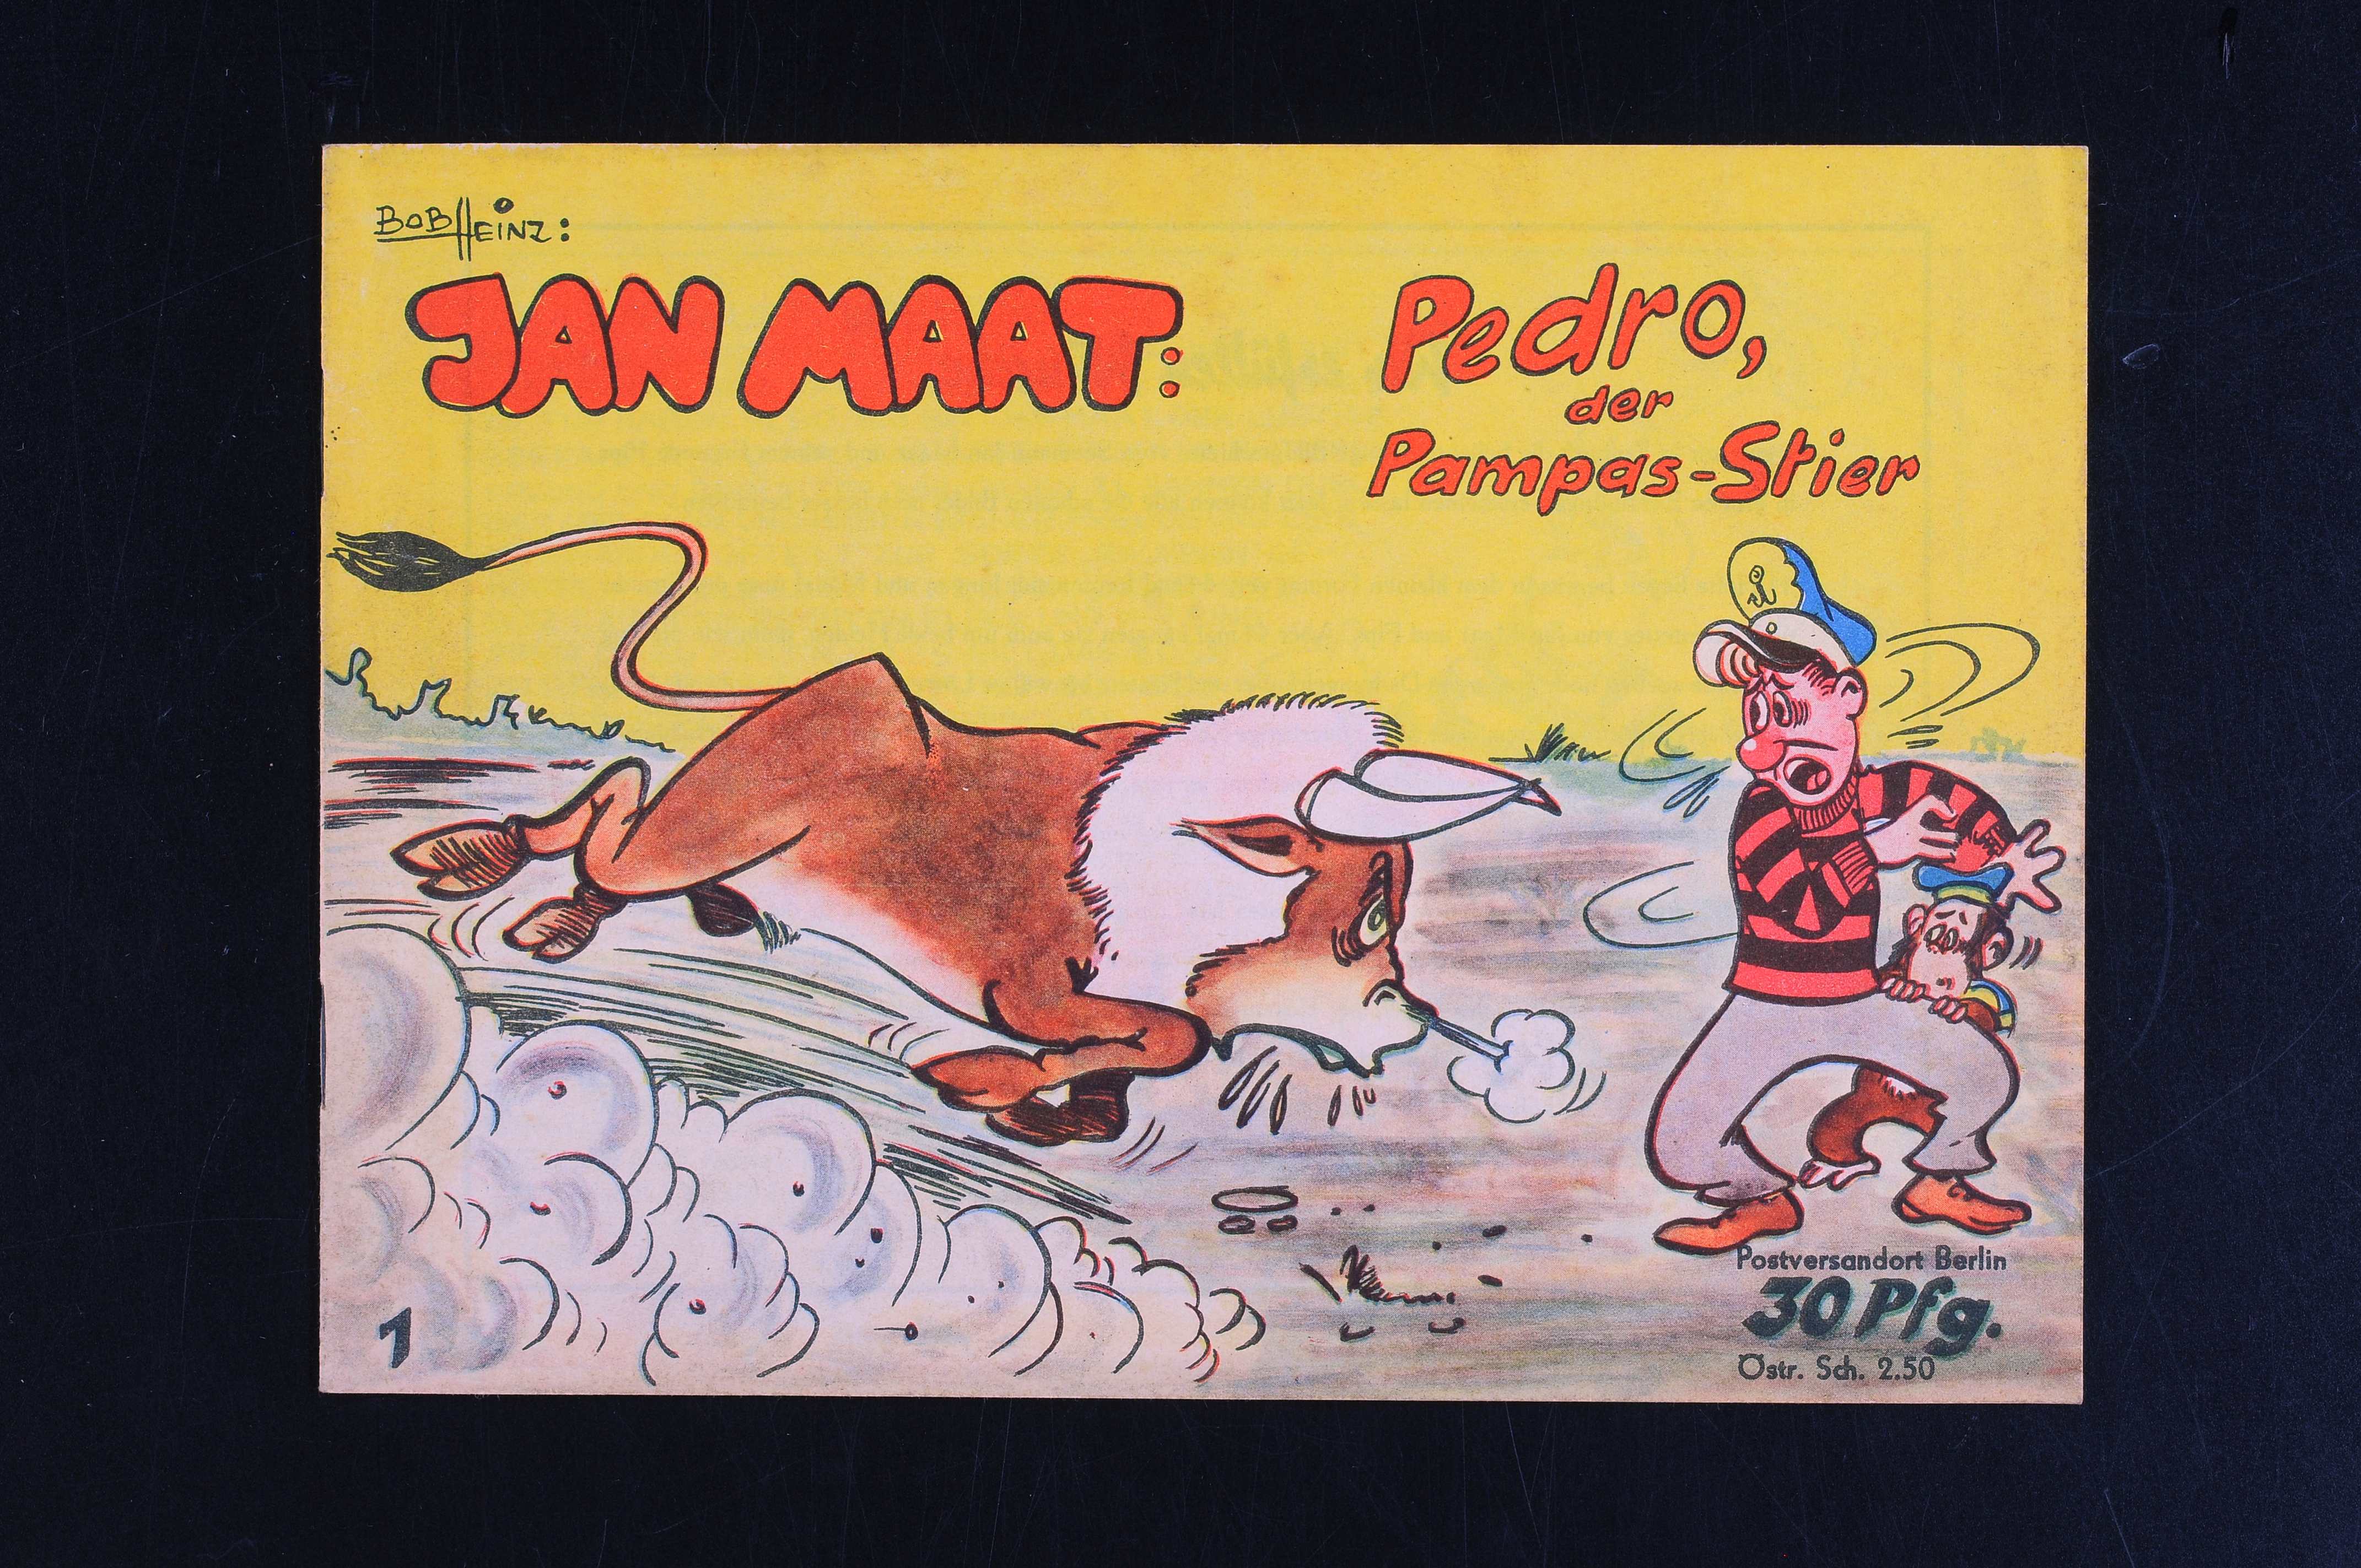 BOB HEINZ:
JAN MAAT:
Pedro,
der
Pampas-Stier
Postversandort Berlin
30 Pfg.
Östr. Sch. 2.50
1